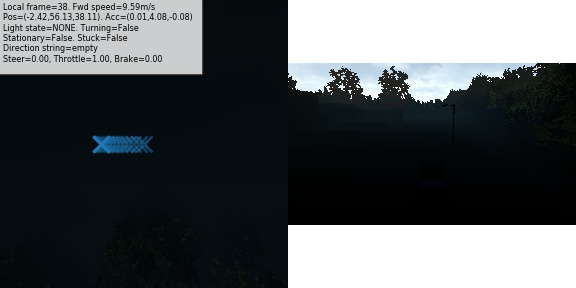 Local frame=38. Fwd speed=9.59m/s
Pos=(-2.42,56.13,38.11). Acc=(0.01,4.08,-0.08)
Light state=NONE. Turning=False
Stationary=False. Stuck=False
Direction string=empty
Steer=0.00, Throttle=1.00, Brake=0.00